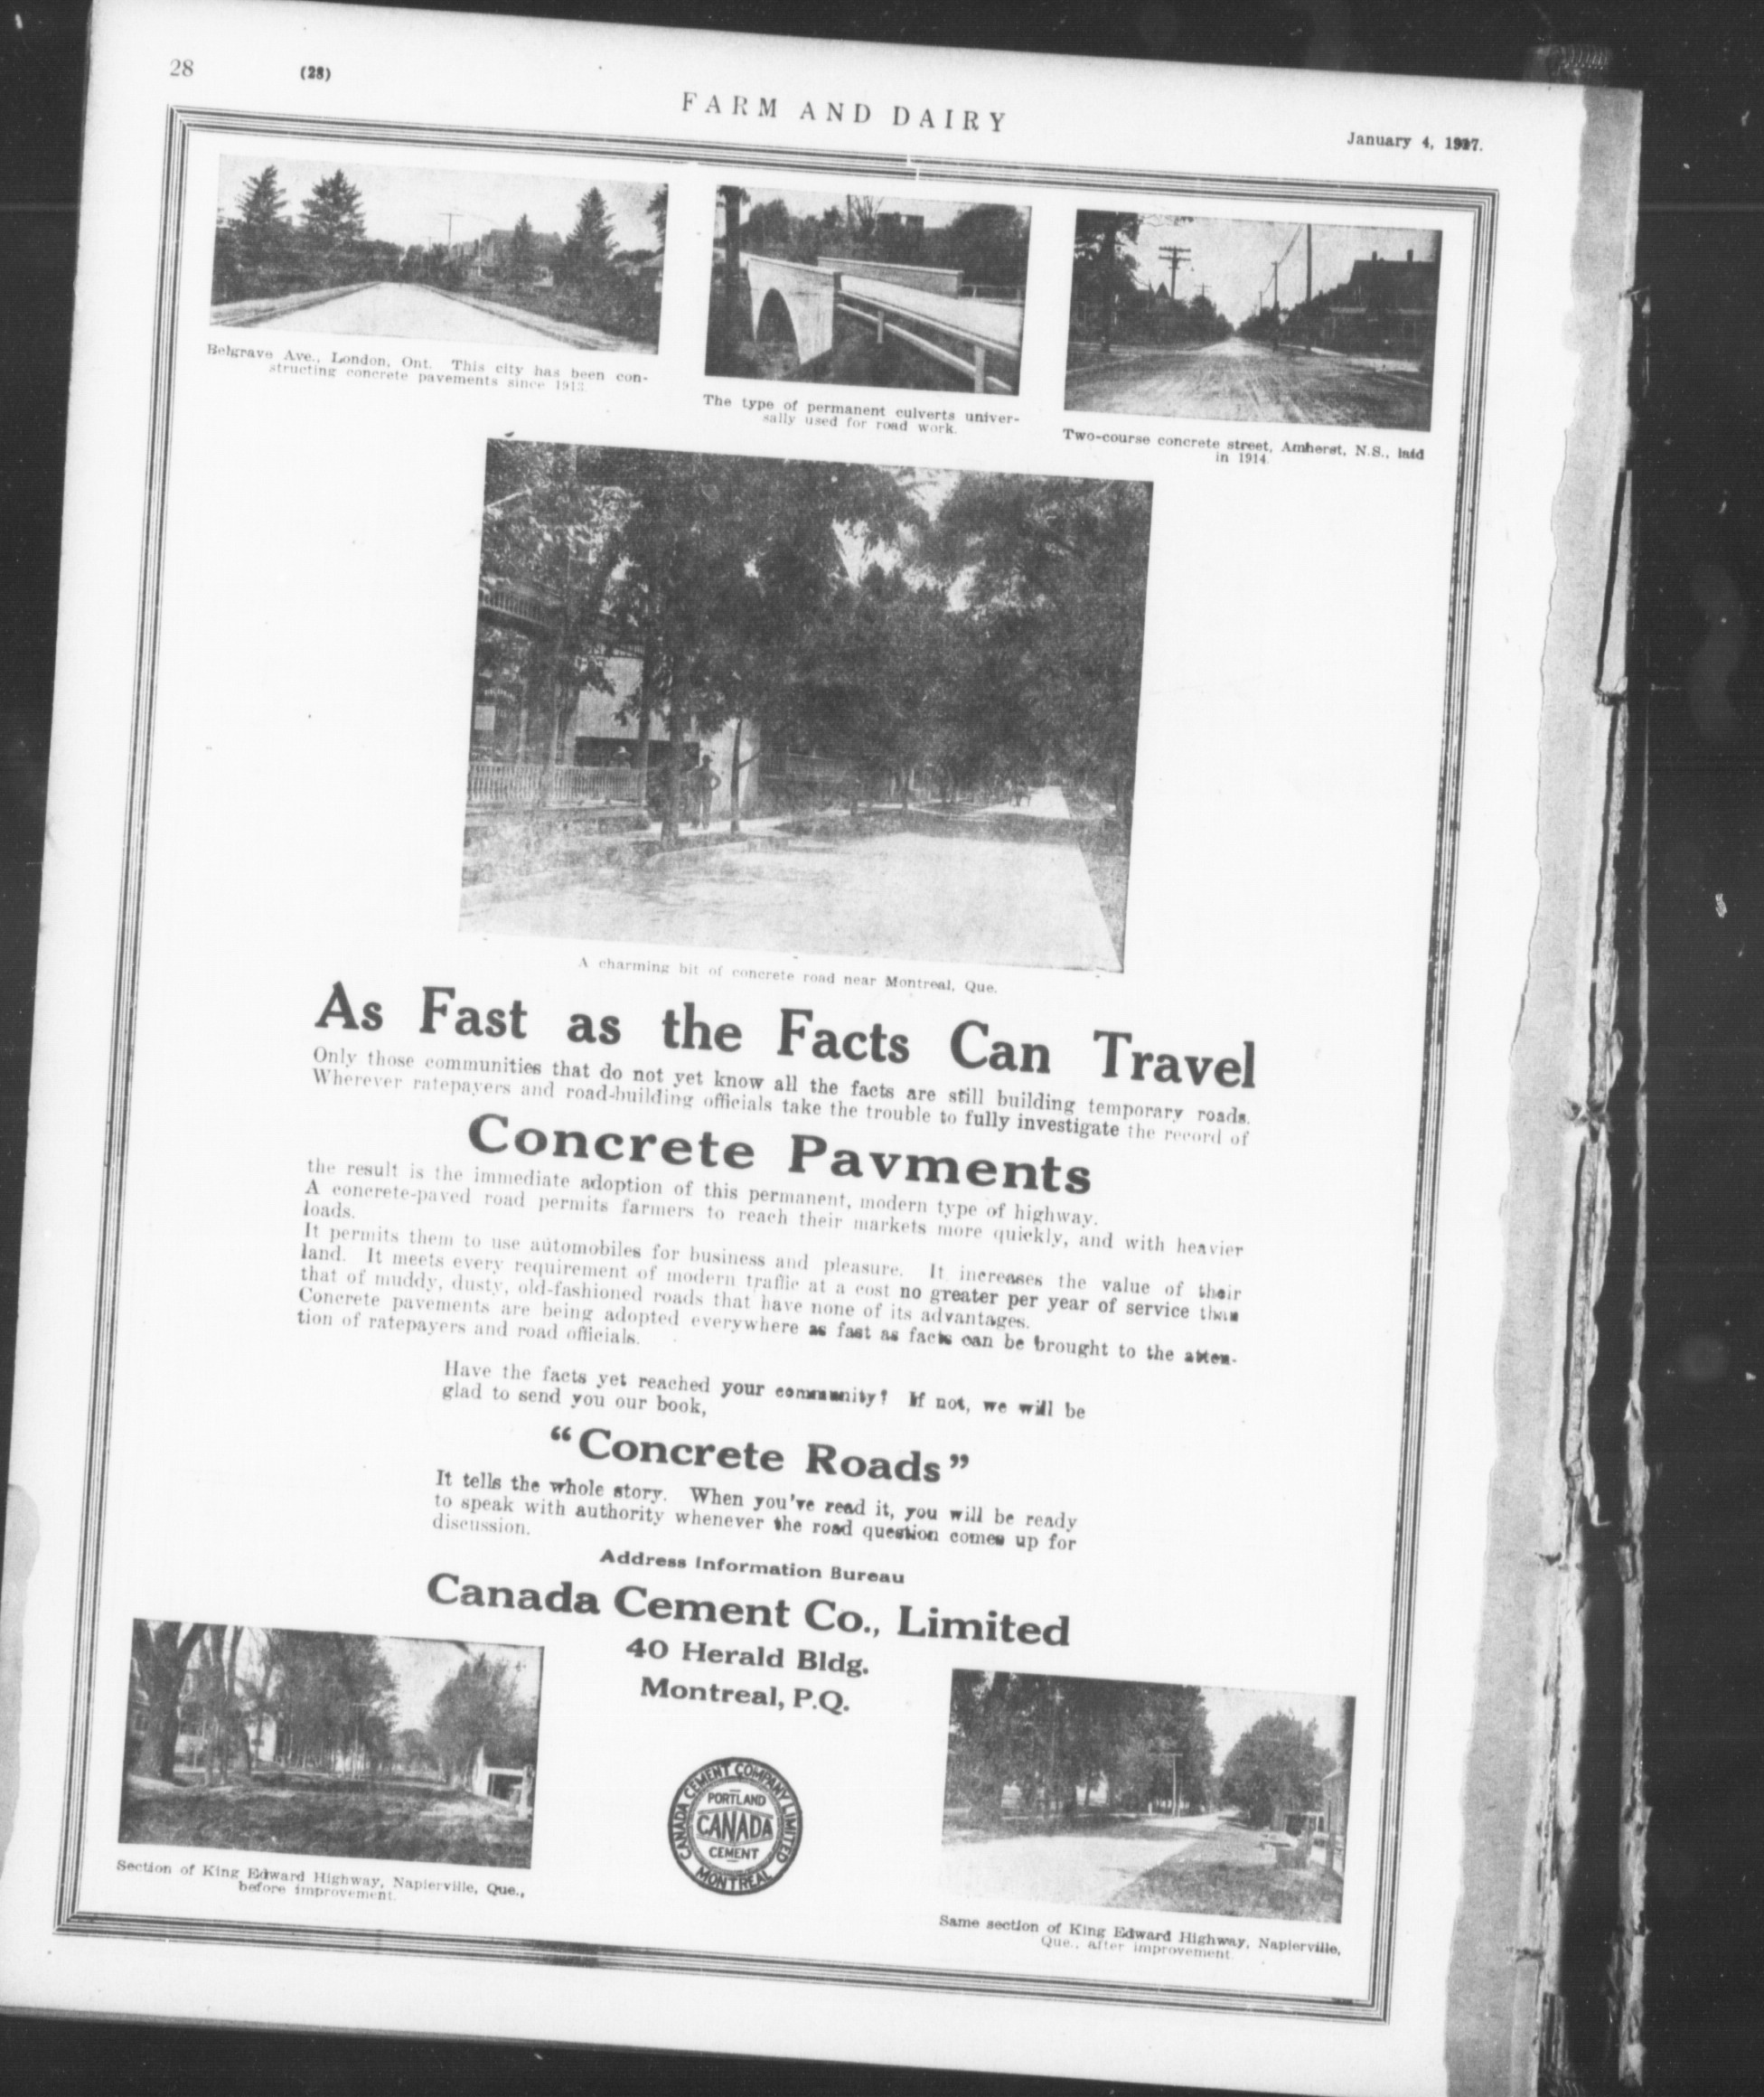 28 (28)
FARM AND DAIRY
January 4, 1917.
Belgrave Ave., London, Ont. This city has been con-
structing concrete pavements since 1913.
The type of permanent culverts univer-
sally used for road work.
Two-course concrete street, Amherst, N.S., laid
in 1914.
A charming bit of concrete road near Montreal, Que.
As Fast as the Facts Can Travel
Only those communities that do not yet know all the facts are still building temporary roads.
Wherever ratepayers and road-building officials take the trouble to fully investigate the record of
Concrete Pavments
the result is the immediate adoption of this permanent, modern type of highway.
A concrete-paved road permits farmers to reach their markets more quickly, and with heavier
loads.
It permits them to use automobiles for business and pleasure. It increases the value of their
land. It meets every requirement of modern traffic at a cost no greater per year of service than
that of muddy, dusty, old-fashioned roads that have none of its advantages.
Concrete pavements are being adopted everywhere as fast as facts can be brought to the atten-
tion of ratepayers and road officials.
Have the facts yet reached your community? If not, we will be
glad to send you our book,
"Concrete Roads"
It tells the whole story. When you've read it, you will be ready
to speak with authority whenever the road question comes up for
discussion.
Address Information Bureau
Canada Cement Co., Limited
40 Herald Bldg.
Montreal, P.Q.
CANADA CEMENT COMPANY LIMITED
PORTLAND
CANADA
CEMENT
MONTREAL
Section of King Edward Highway, Napierville, Que.,
before improvement.
Same section of King Edward Highway, Napierville,
Que., after improvement.